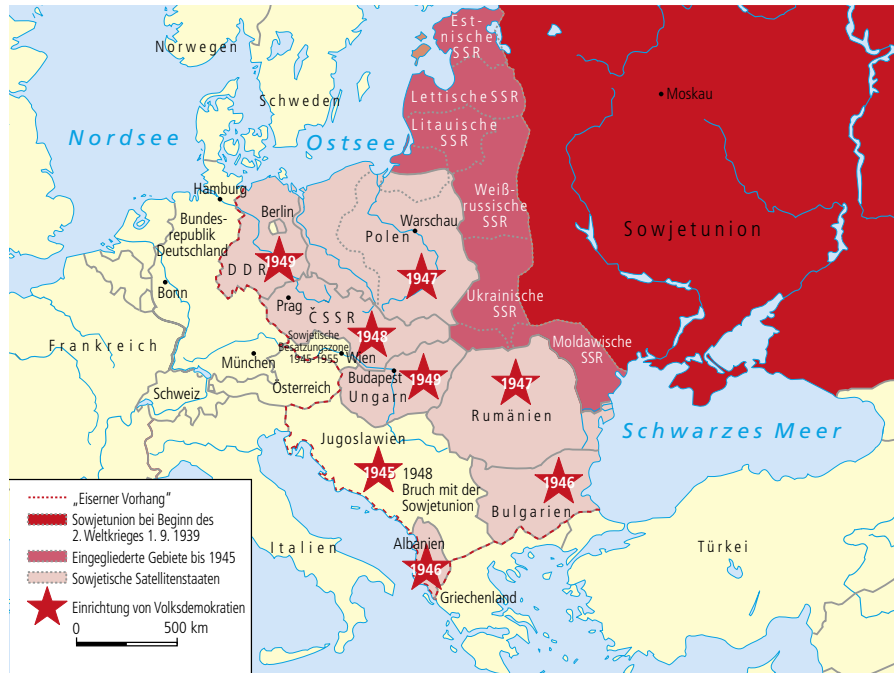 Norwegen
Schweden
Nordsee
Ostsee
Est-
nische
SSR
Lettische SSR
Litauische
SSR
Weiß-
russische
SSR
Moskau
Sowjetunion
Hamburg
Bundes-
republik
Deutschland
Berlin
DDR
1949
Bonn
Warschau
Polen
1947
Ukrainische
SSR
Moldawische
SSR
Prag
ČSSR
1948
Sowjetische
Besatzungszone
1945-1955
Wien
Frankreich
München
Österreich
Schweiz
Budapest
Ungarn
1949
1947
Rumänien
Schwarzes Meer
Jugoslawien
1945
1948
Bruch mit der
Sowjetunion
1946
Bulgarien
Italien
Albanien
1946
Griechenland
Türkei
„Eiserner Vorhang“
Sowjetunion bei Beginn des
2. Weltkrieges 1. 9. 1939
Eingegliederte Gebiete bis 1945
Sowjetische Satellitenstaaten
Einrichtung von Volksdemokratien
0 500 km